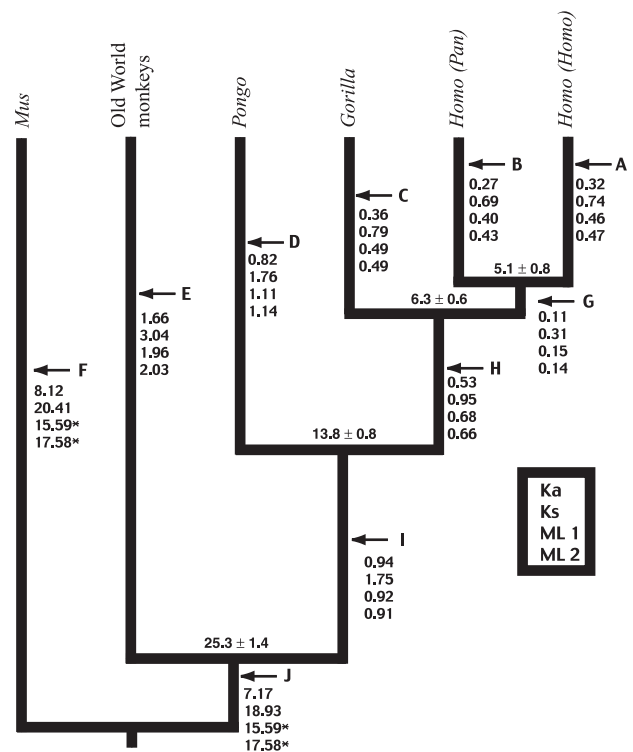 Mus
Old World
monkeys
Pongo
Gorilla
Homo (Pan)
Homo (Homo)
A
0.32
0.74
0.46
0.47
B
0.27
0.69
0.40
0.43
C
0.36
0.79
0.49
0.49
D
0.82
1.76
1.11
1.14
5.1 ± 0.8
E
1.66
3.04
1.96
2.03
6.3 ± 0.6
G
0.11
0.31
0.15
0.14
F
8.12
20.41
15.59*
17.58*
H
0.53
0.95
0.68
0.66
13.8 ± 0.8
Ka
Ks
ML 1
ML 2
I
0.94
1.75
0.92
0.91
25.3 ± 1.4
J
7.17
18.93
15.59*
17.58*